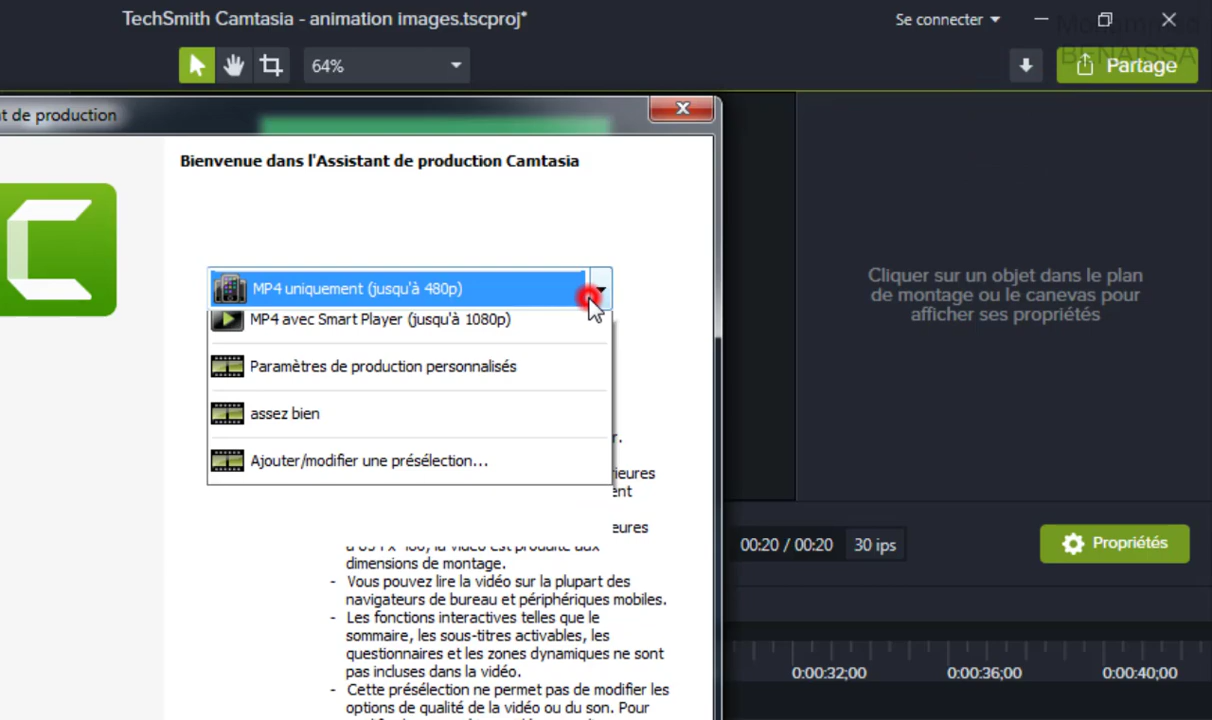 TechSmith Camtasia - animation images.tscproj*
Se connecter
Mohammed
BENAISSA
64%
Partage
t de production
Bienvenue dans l'Assistant de production Camtasia
MP4 uniquement (jusqu'à 480p)
MP4 avec Smart Player (jusqu'à 1080p)
Paramètres de production personnalisés
assez bien
Ajouter/modifier une présélection...
Cliquer sur un objet dans le plan
de montage ou le canevas pour
afficher ses propriétés
r.
ieures
ent
eures
dimensions de montage.
- Vous pouvez lire la vidéo sur la plupart des
navigateurs de bureau et périphériques mobiles.
- Les fonctions interactives telles que le
sommaire, les sous-titres activables, les
questionnaires et les zones dynamiques ne sont
pas incluses dans la vidéo.
- Cette présélection ne permet pas de modifier les
options de qualité de la vidéo ou du son. Pour
00:20 / 00:20
30 ips
Propriétés
0:00:32;00
0:00:36;00
0:00:40;00